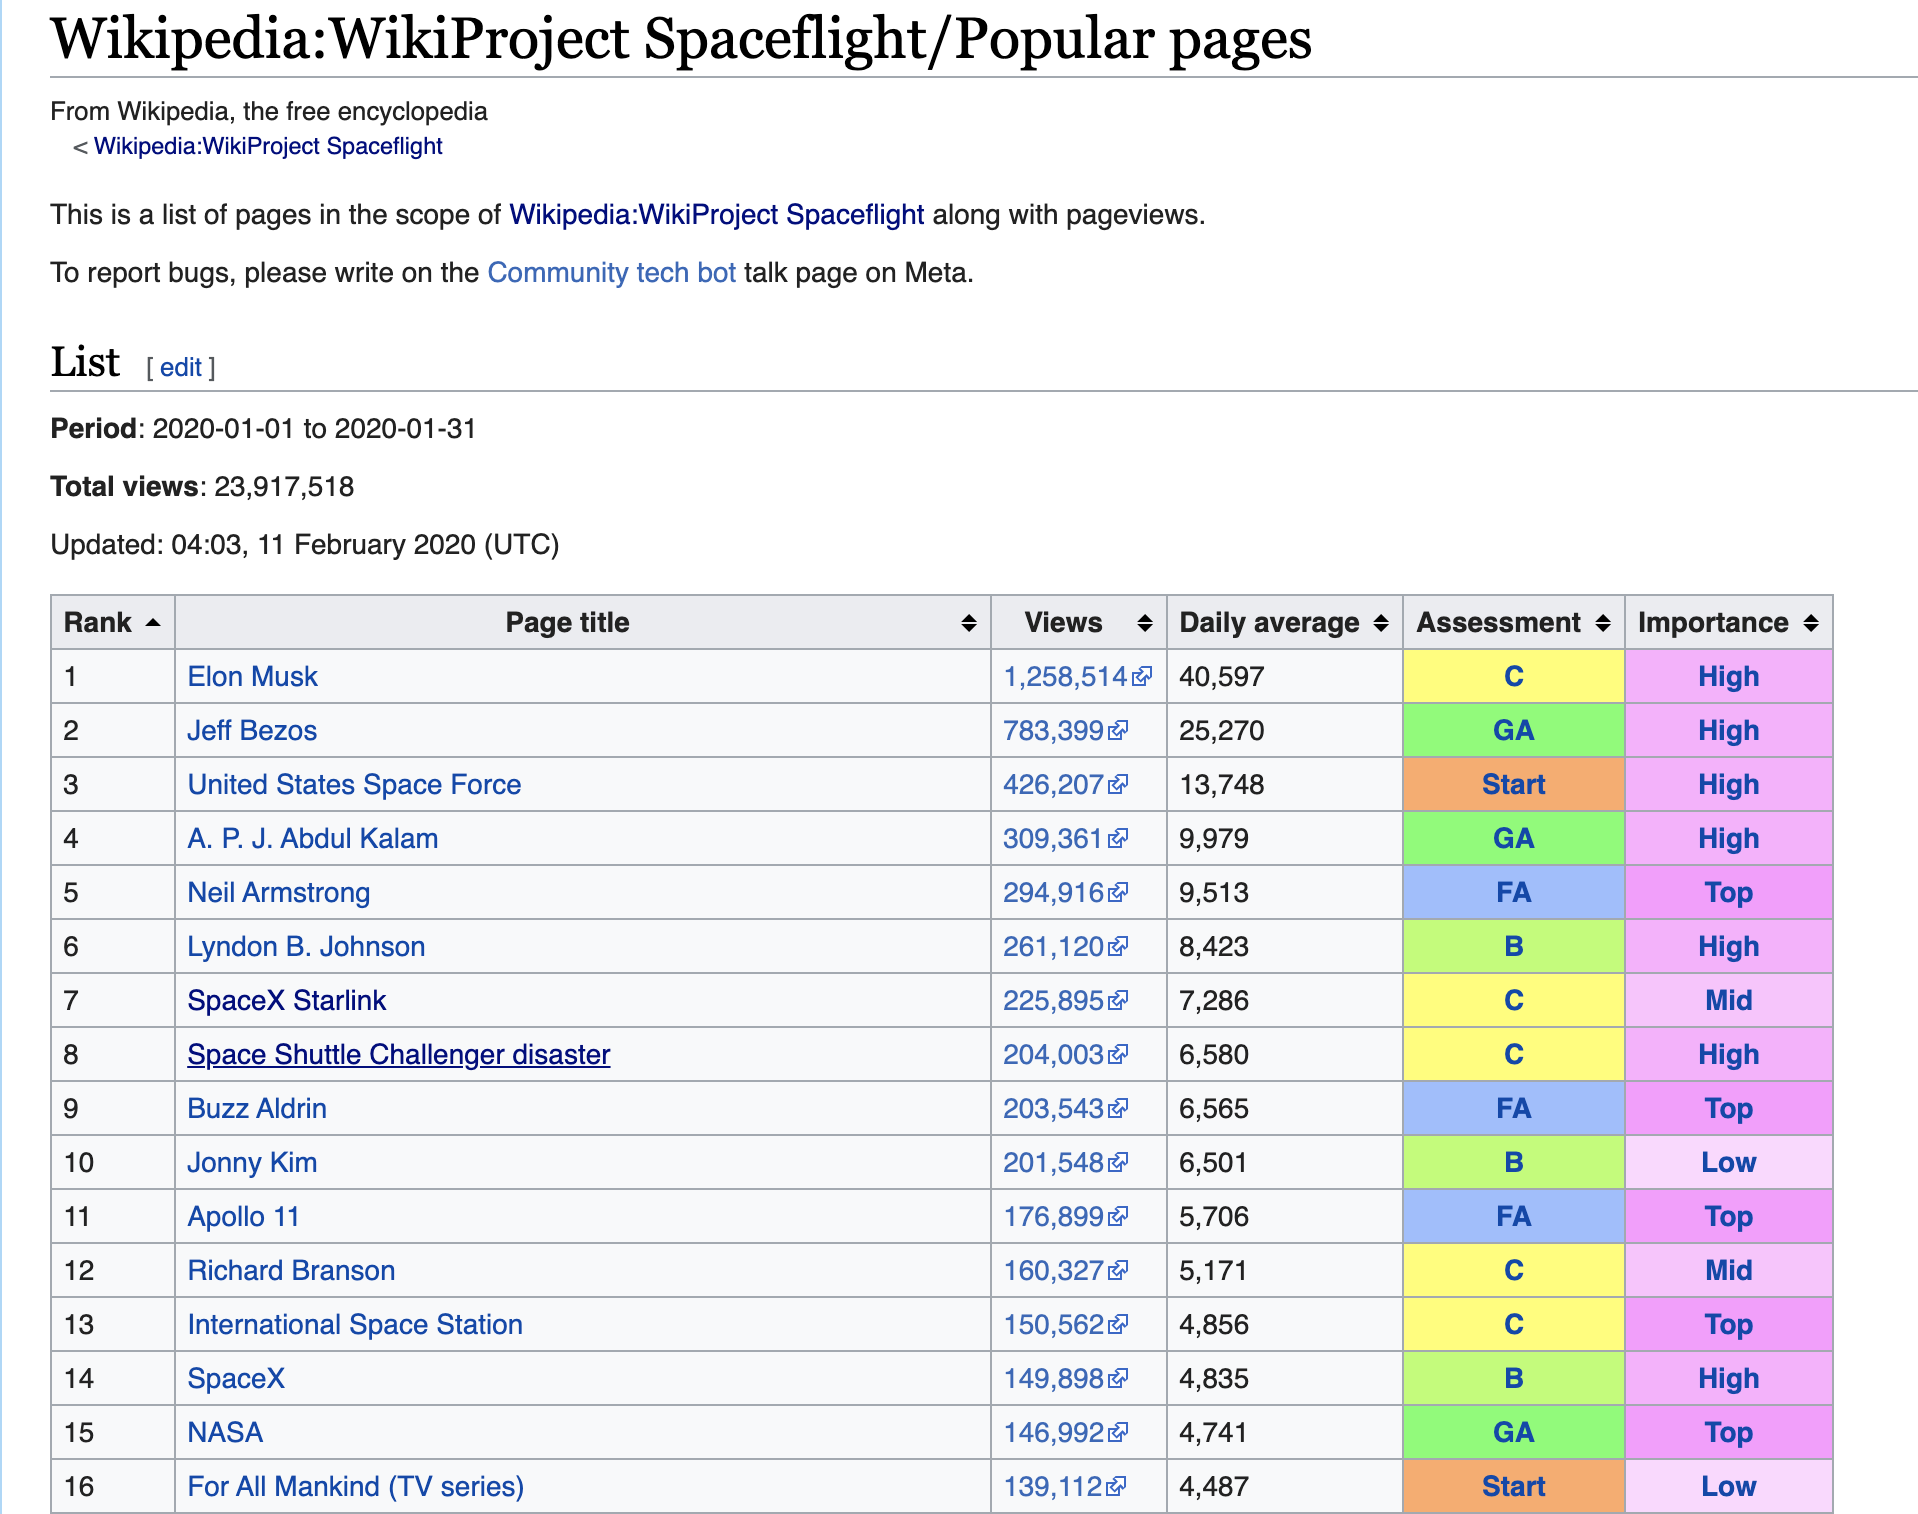 Wikipedia:WikiProject Spaceflight/Popular pages
From Wikipedia, the free encyclopedia
< Wikipedia:WikiProject Spaceflight
This is a list of pages in the scope of Wikipedia:WikiProject Spaceflight along with pageviews.
To report bugs, please write on the Community tech bot talk page on Meta.
List [ edit ]
Period: 2020-01-01 to 2020-01-31
Total views: 23,917,518
Updated: 04:03, 11 February 2020 (UTC)
Rank Page title Views Daily average Assessment Importance
1 Elon Musk 1,258,514 40,597 C High
2 Jeff Bezos 783,399 25,270 GA High
3 United States Space Force 426,207 13,748 Start High
4 A. P. J. Abdul Kalam 309,361 9,979 GA High
5 Neil Armstrong 294,916 9,513 FA Top
6 Lyndon B. Johnson 261,120 8,423 B High
7 SpaceX Starlink 225,895 7,286 C Mid
8 Space Shuttle Challenger disaster 204,003 6,580 C High
9 Buzz Aldrin 203,543 6,565 FA Top
10 Jonny Kim 201,548 6,501 B Low
11 Apollo 11 176,899 5,706 FA Top
12 Richard Branson 160,327 5,171 C Mid
13 International Space Station 150,562 4,856 C Top
14 SpaceX 149,898 4,835 B High
15 NASA 146,992 4,741 GA Top
16 For All Mankind (TV series) 139,112 4,487 Start Low